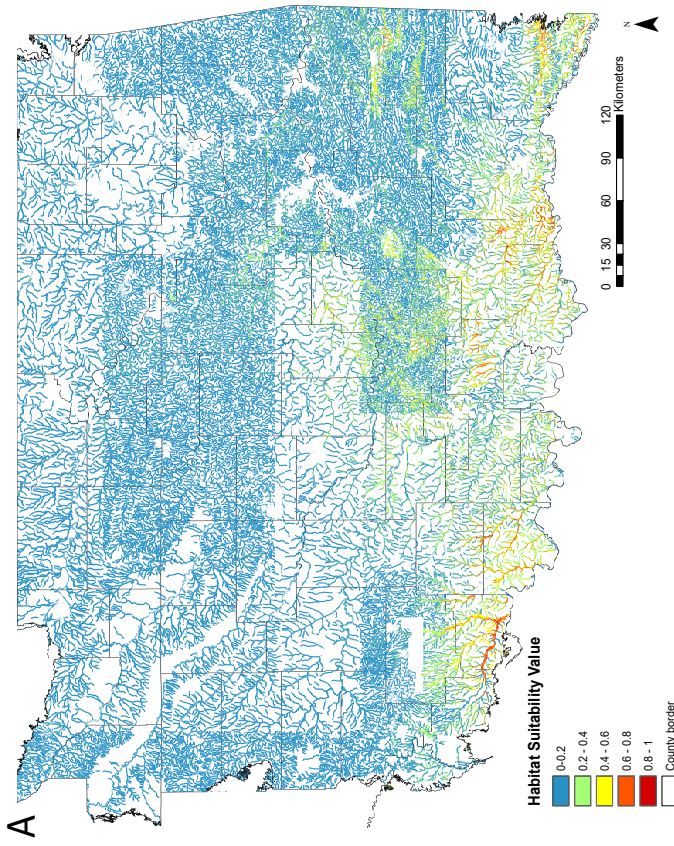 A
N
0 15 30 60 90 120
Kilometers
Habitat Suitability Value
0-0.2
0.2 - 0.4
0.4 - 0.6
0.6 - 0.8
0.8 - 1
County border